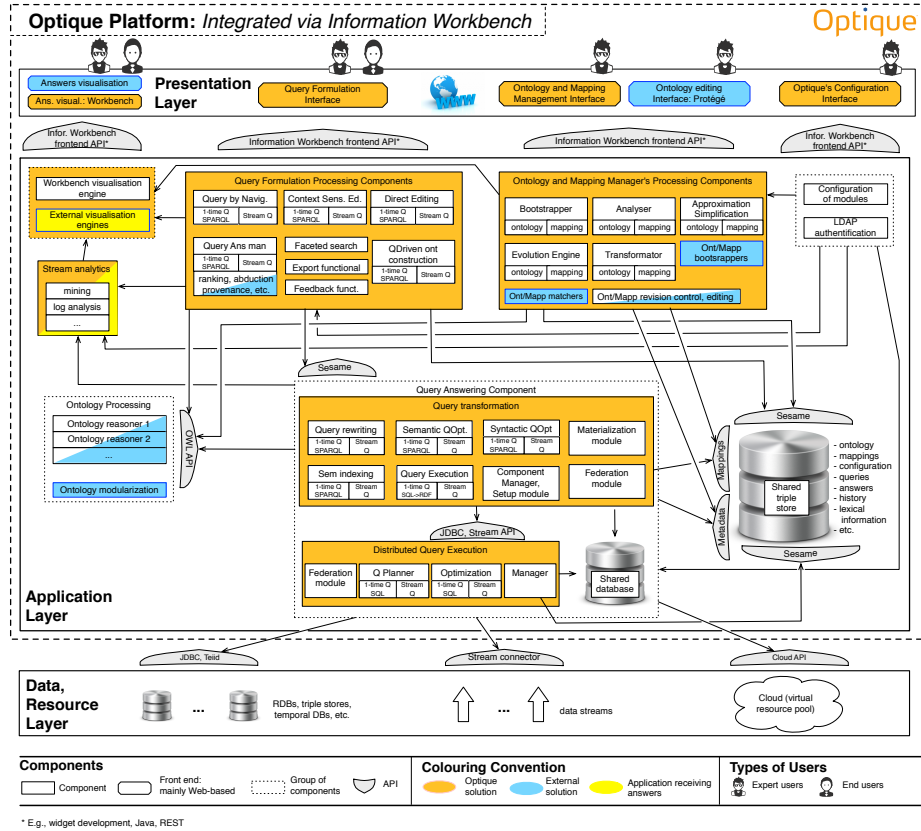 Optique Platform: Integrated via Information Workbench
Optique
Answers visualisation
Ans. visual.: Workbench
Presentation
Layer
Query Formulation
Interface
WWW
Ontology and Mapping
Management Interface
Ontology editing
Interface: Protégé
Optique's Configuration
Interface
Infor. Workbench
frontend API*
Information Workbench frontend API*
Information Workbench frontend API*
Infor. Workbench
frontend API*
Workbench visualisation
engine
External visualisation
engines
Stream analytics
mining
log analysis
...
Query Formulation Processing Components
Query by Navig.
1-time Q
SPARQL
Stream Q
Context Sens. Ed.
1-time Q
SPARQL
Stream Q
Direct Editing
1-time Q
SPARQL
Stream Q
Query Ans man
1-time Q
SPARQL
Stream Q
ranking, abduction
provenance, etc.
Faceted search
Export functional
Feedback funct.
QDriven ont
construction
1-time Q
SPARQL
Stream Q
Ontology and Mapping Manager's Processing Components
Bootstrapper
ontology
mapping
Analyser
ontology
mapping
Approximation
Simplification
ontology
mapping
Evolution Engine
ontology
mapping
Transformator
ontology
mapping
Ont/Mapp
bootsrappers
Ont/Mapp matchers
Ont/Mapp revision control, editing
Configuration
of modules
LDAP
authentification
Sesame
Ontology Processing
Ontology reasoner 1
Ontology reasoner 2
...
Ontology modularization
OWL API
Query Answering Component
Query transformation
Query rewriting
1-time Q
SPARQL
Stream
Q
Semantic QOpt.
1-time Q
SPARQL
Stream
Q
Syntactic QOpt
1-time Q
SPARQL
Stream
Q
Materialization
module
Sem indexing
1-time Q
SPARQL
Stream
Q
Query Execution
1-time Q
SQL->RDF
Stream
Q
Component
Manager,
Setup module
Federation
module
JDBC, Stream API
Distributed Query Execution
Federation
module
Q Planner
1-time Q
SQL
Stream
Q
Optimization
1-time Q
SQL
Stream
Q
Manager
Shared
database
Mappings
Metadata
Sesame
Shared
triple
store
- ontology
- mappings
- configuration
- queries
- answers
- history
- lexical
information
- etc.
Sesame
Application
Layer
JDBC, Teiid
Stream connector
Cloud API
Data,
Resource
Layer
...
RDBs, triple stores,
temporal DBs, etc.
...
data streams
Cloud (virtual
resource pool)
Components
Component
Front end:
mainly Web-based
Group of
components
API
Colouring Convention
Optique
solution
External
solution
Application receiving
answers
Types of Users
Expert users
End users
* E.g., widget development, Java, REST